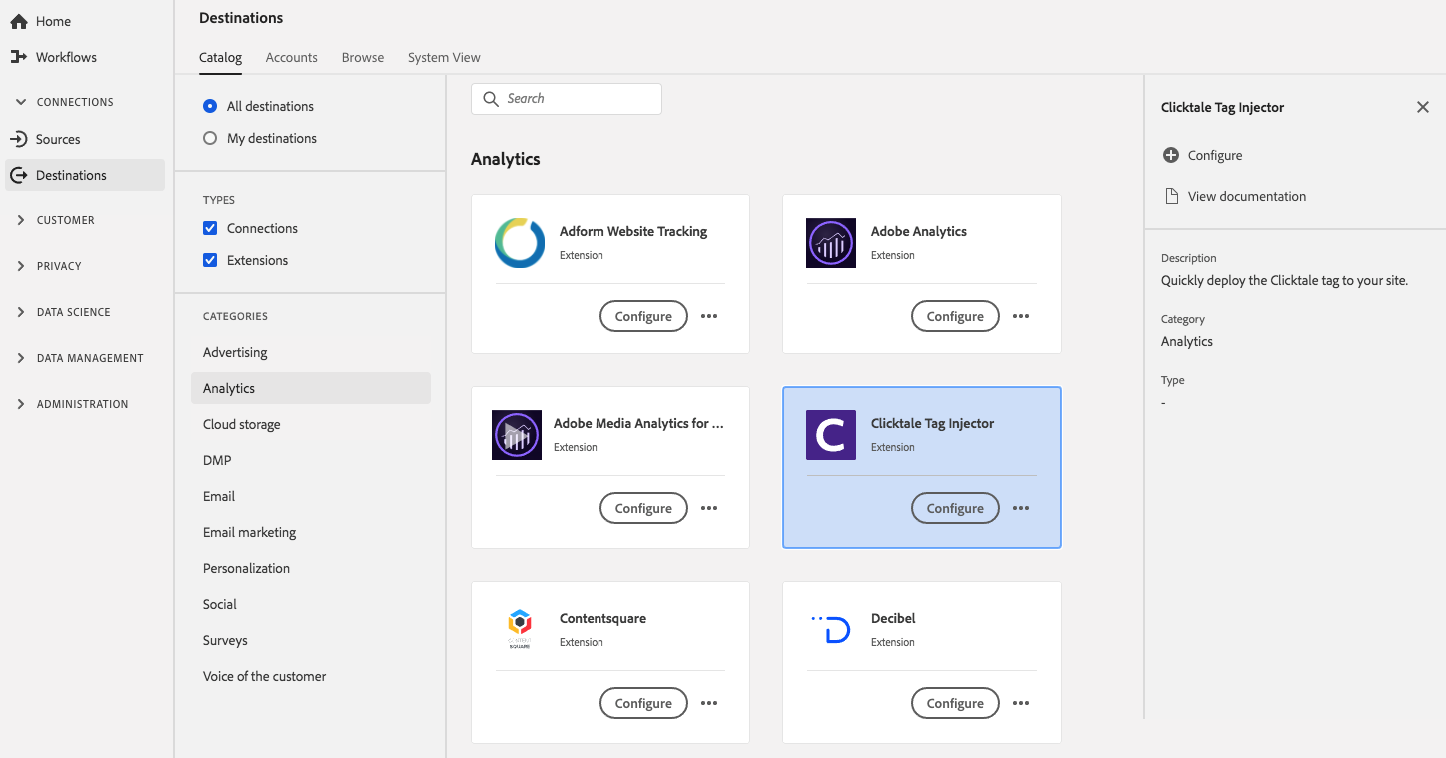 Home
Workflows
CONNECTIONS
Sources
Destinations
CUSTOMER
PRIVACY
DATA SCIENCE
DATA MANAGEMENT
ADMINISTRATION
Destinations
Catalog Accounts Browse System View
All destinations
My destinations
TYPES
Connections
Extensions
CATEGORIES
Advertising
Analytics
Cloud storage
DMP
Email
Email marketing
Personalization
Social
Surveys
Voice of the customer
Search
Analytics
Adform Website Tracking
Extension
Configure
Adobe Analytics
Extension
Configure
Adobe Media Analytics for ...
Extension
Configure
C
Clicktale Tag Injector
Extension
Configure
CONTENT
SQUARE
Contentsquare
Extension
Configure
Decibel
Extension
Configure
Clicktale Tag Injector
Configure
View documentation
Description
Quickly deploy the Clicktale tag to your site.
Category
Analytics
Type
-